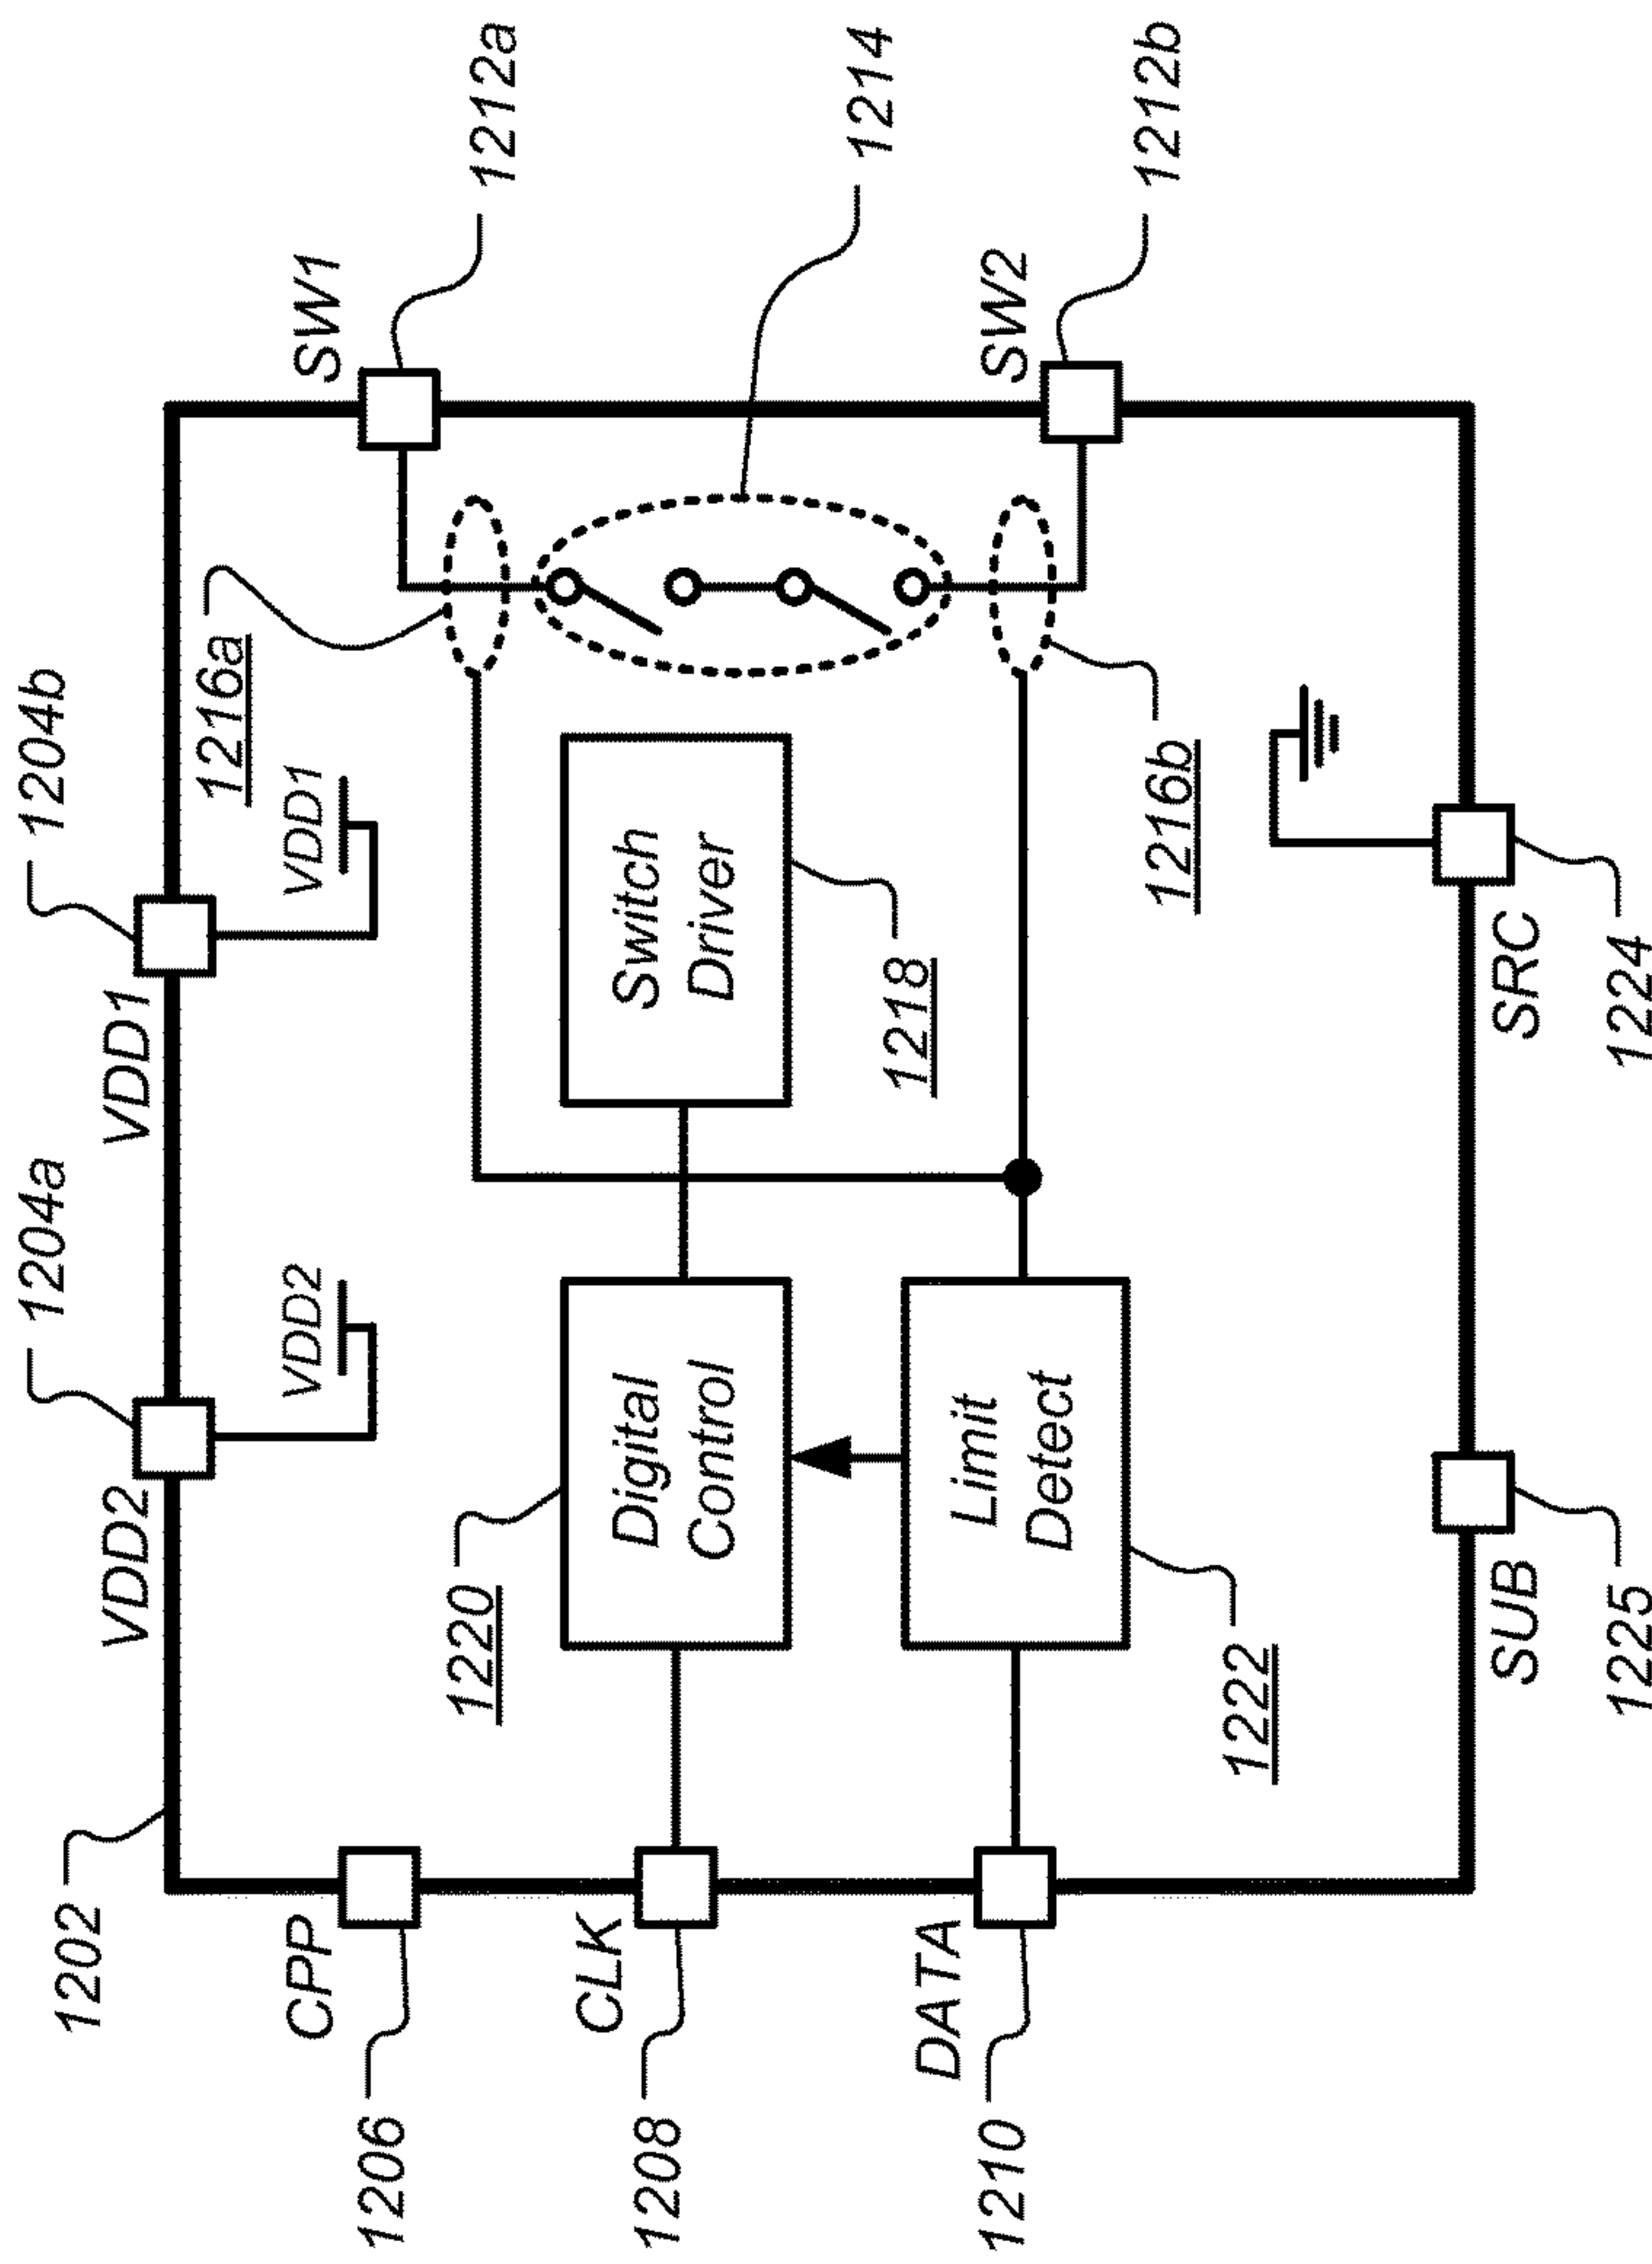 1204a
1204b
1202
VDD2
VDD1
VDD2
VDD1
1216a
SW1
1212a
CPP
1206
1220
Digital
Control
Switch
Driver
1218
1214
CLK
1208
Limit
Detect
1222
1216b
SW2
1212b
DATA
1210
SUB
1225
SRC
1224